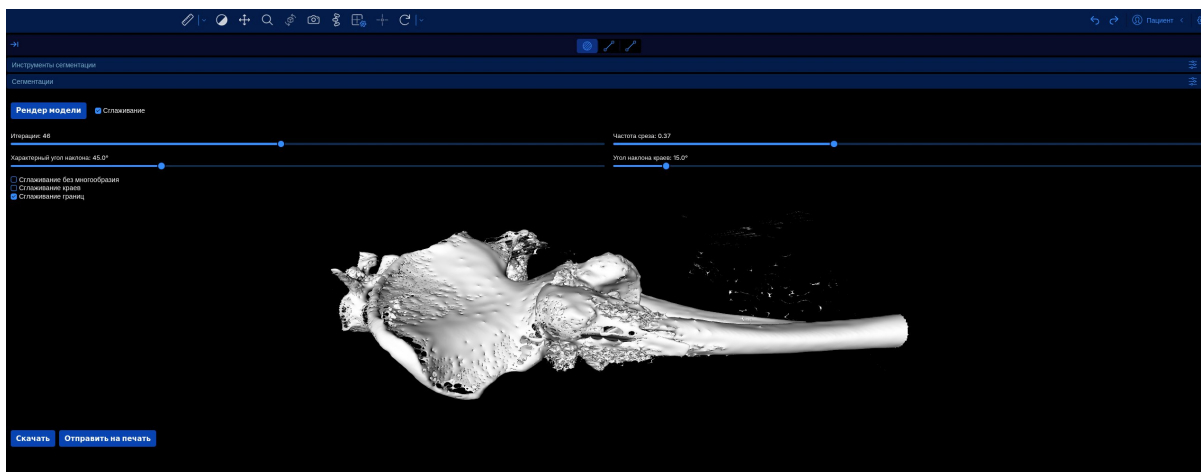 Пациент
Инструменты сегментации
Сегментации
Рендер модели Сглаживание
Итерации: 46 Частота среза: 0.37
Характерный угол наклона: 45.0° Угол наклона краев: 15.0°
Сглаживание без многообразия
Сглаживание краев
Сглаживание границ
Скачать Отправить на печать